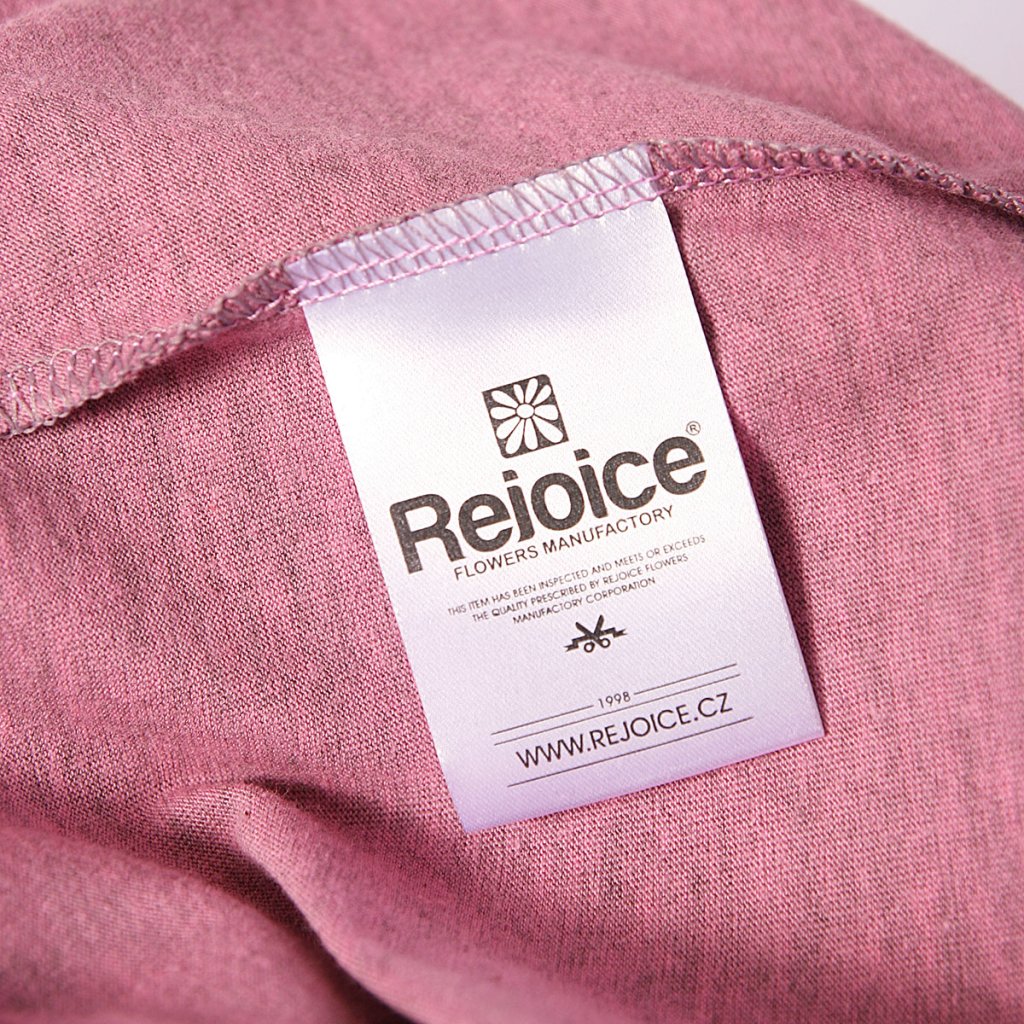 Rejoice®
FLOWERS MANUFACTORY
THIS ITEM HAS BEEN INSPECTED AND MEETS OR EXCEEDS
THE QUALITY PRESCRIBED BY REJOICE FLOWERS
MANUFACTORY CORPORATION
1998
WWW.REJOICE.CZ